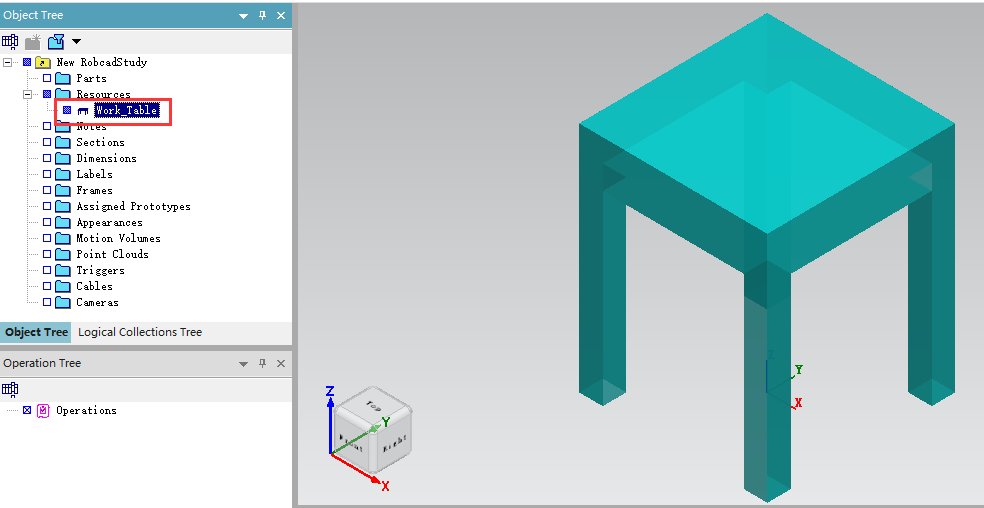 Object Tree
New RobcadStudy
Parts
Resources
Work_Table
Notes
Sections
Dimensions
Labels
Frames
Assigned Prototypes
Appearances
Motion Volumes
Point Clouds
Triggers
Cables
Cameras
Object Tree Logical Collections Tree
Operation Tree
Operations
Z
Y
X
Top
Front
Right
Z
Y
X